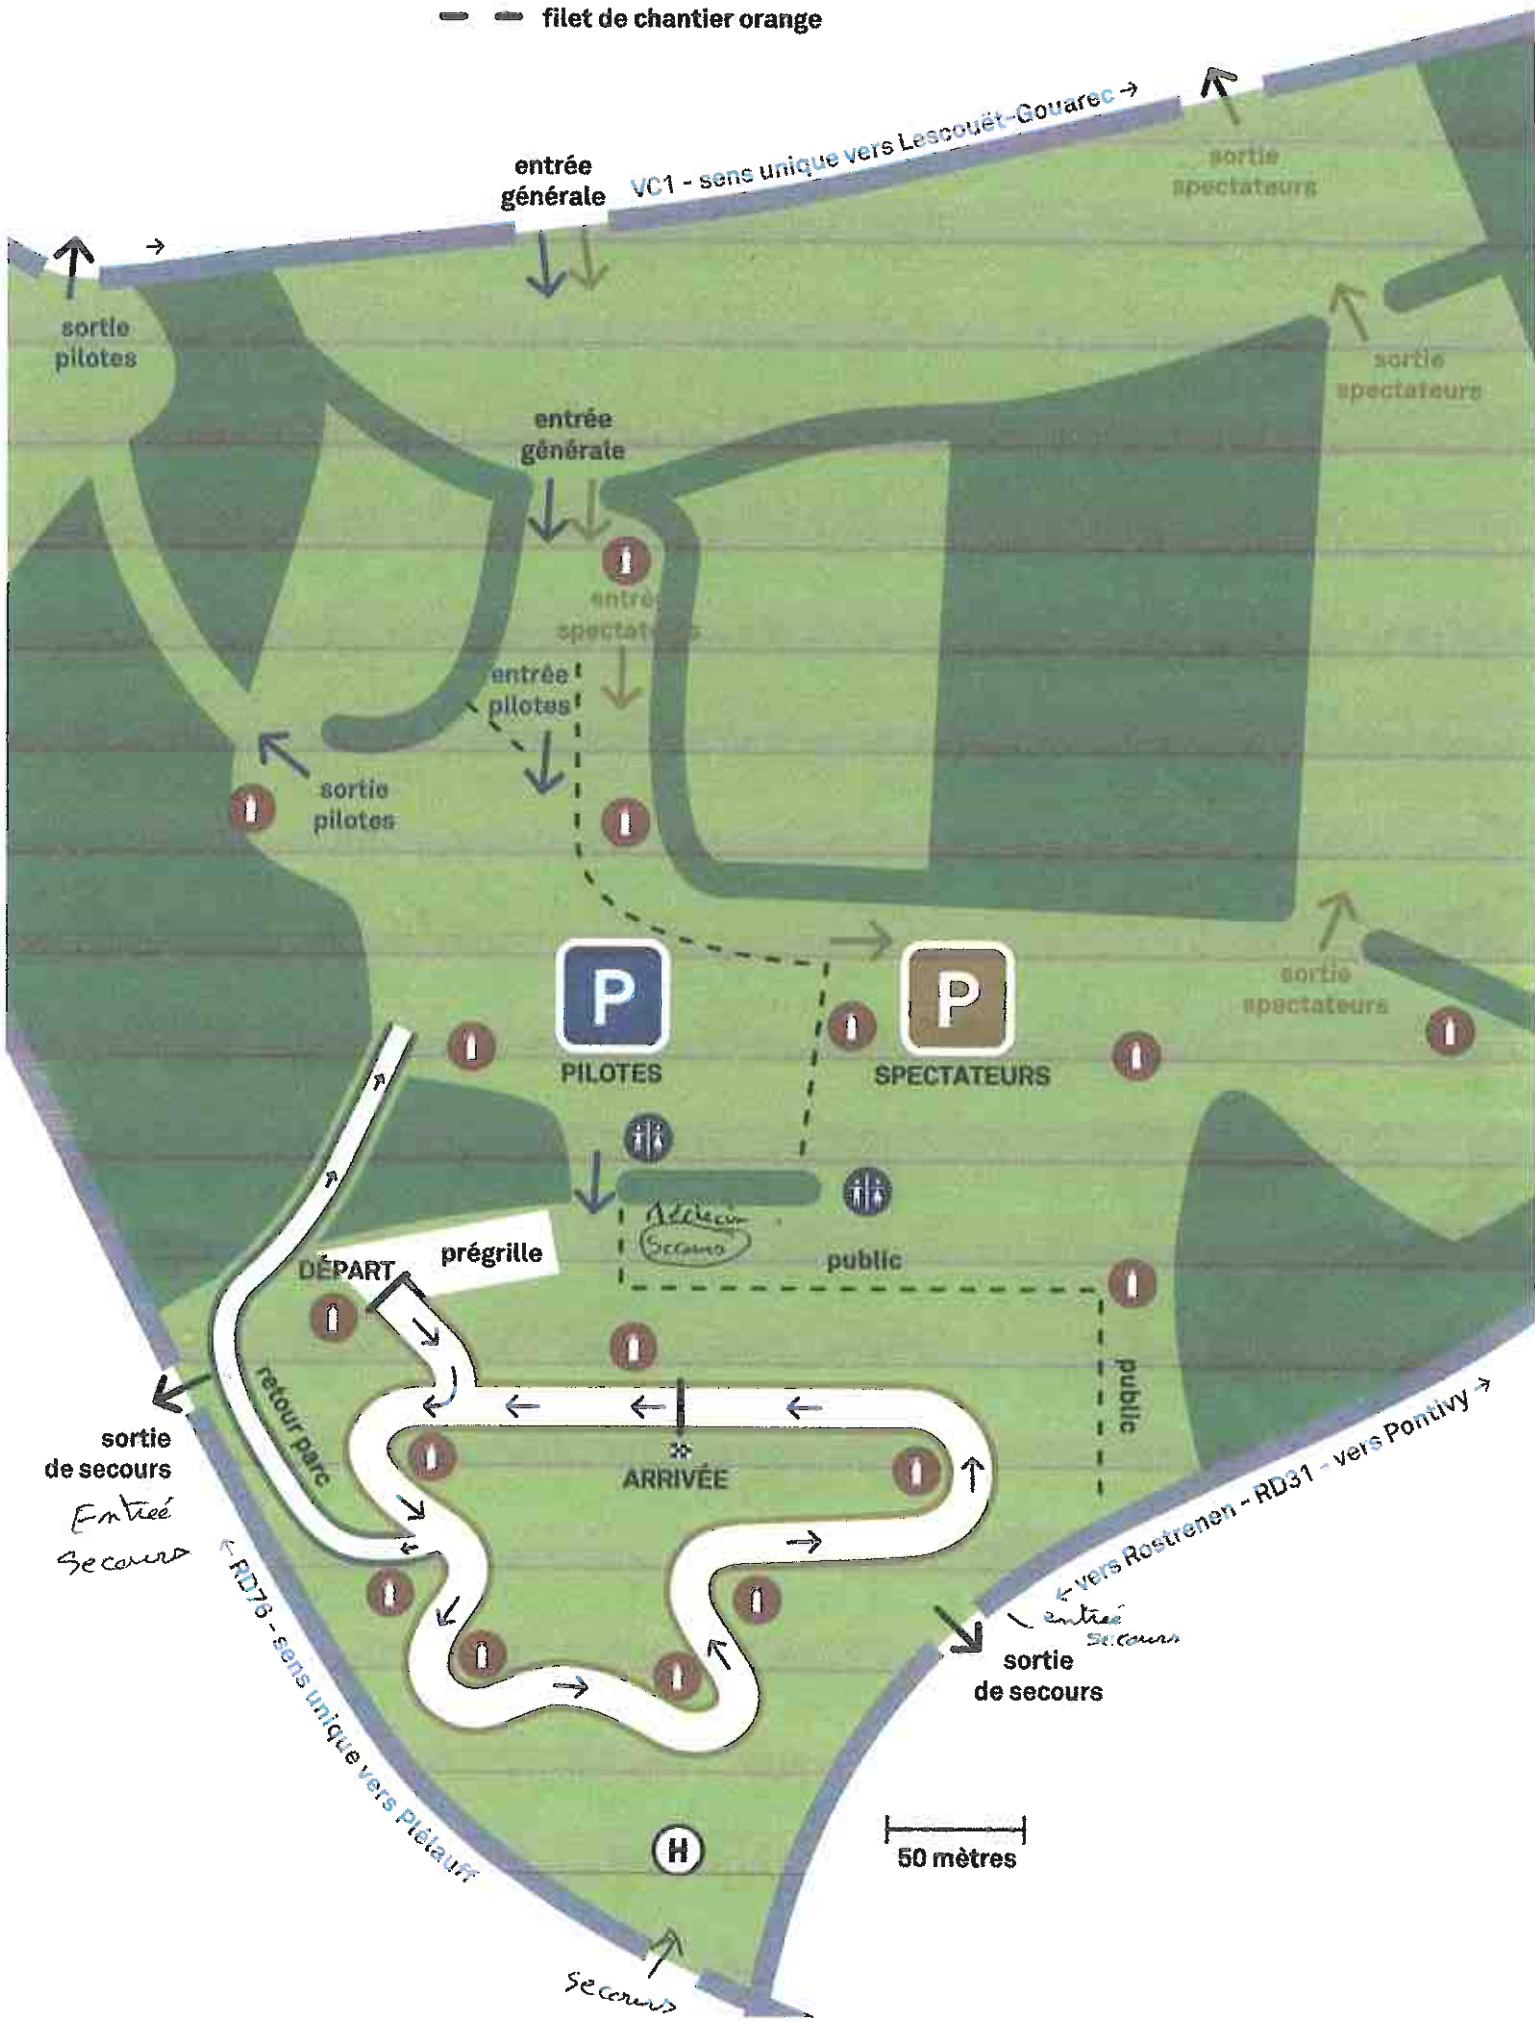 filet de chantier orange
VC1 - sens unique vers Lescouët-Gouarec →
entrée
générale
→
sortie
spectateurs
sortie
pilotes
sortie
spectateurs
entrée
générale
entrée
spectateurs
entrée
pilotes
sortie
pilotes
sortie
spectateurs
P
PILOTES
P
SPECTATEURS
Médecin
Secours
public
prégrille
DÉPART
retour parc
public
sortie
de secours
Entrée
Secours
ARRIVÉE
← RD76 - sens unique vers Plélauff
← vers Rostrenen - RD31 - vers Pontivy →
entrée
secours
sortie
de secours
H
50 mètres
secours